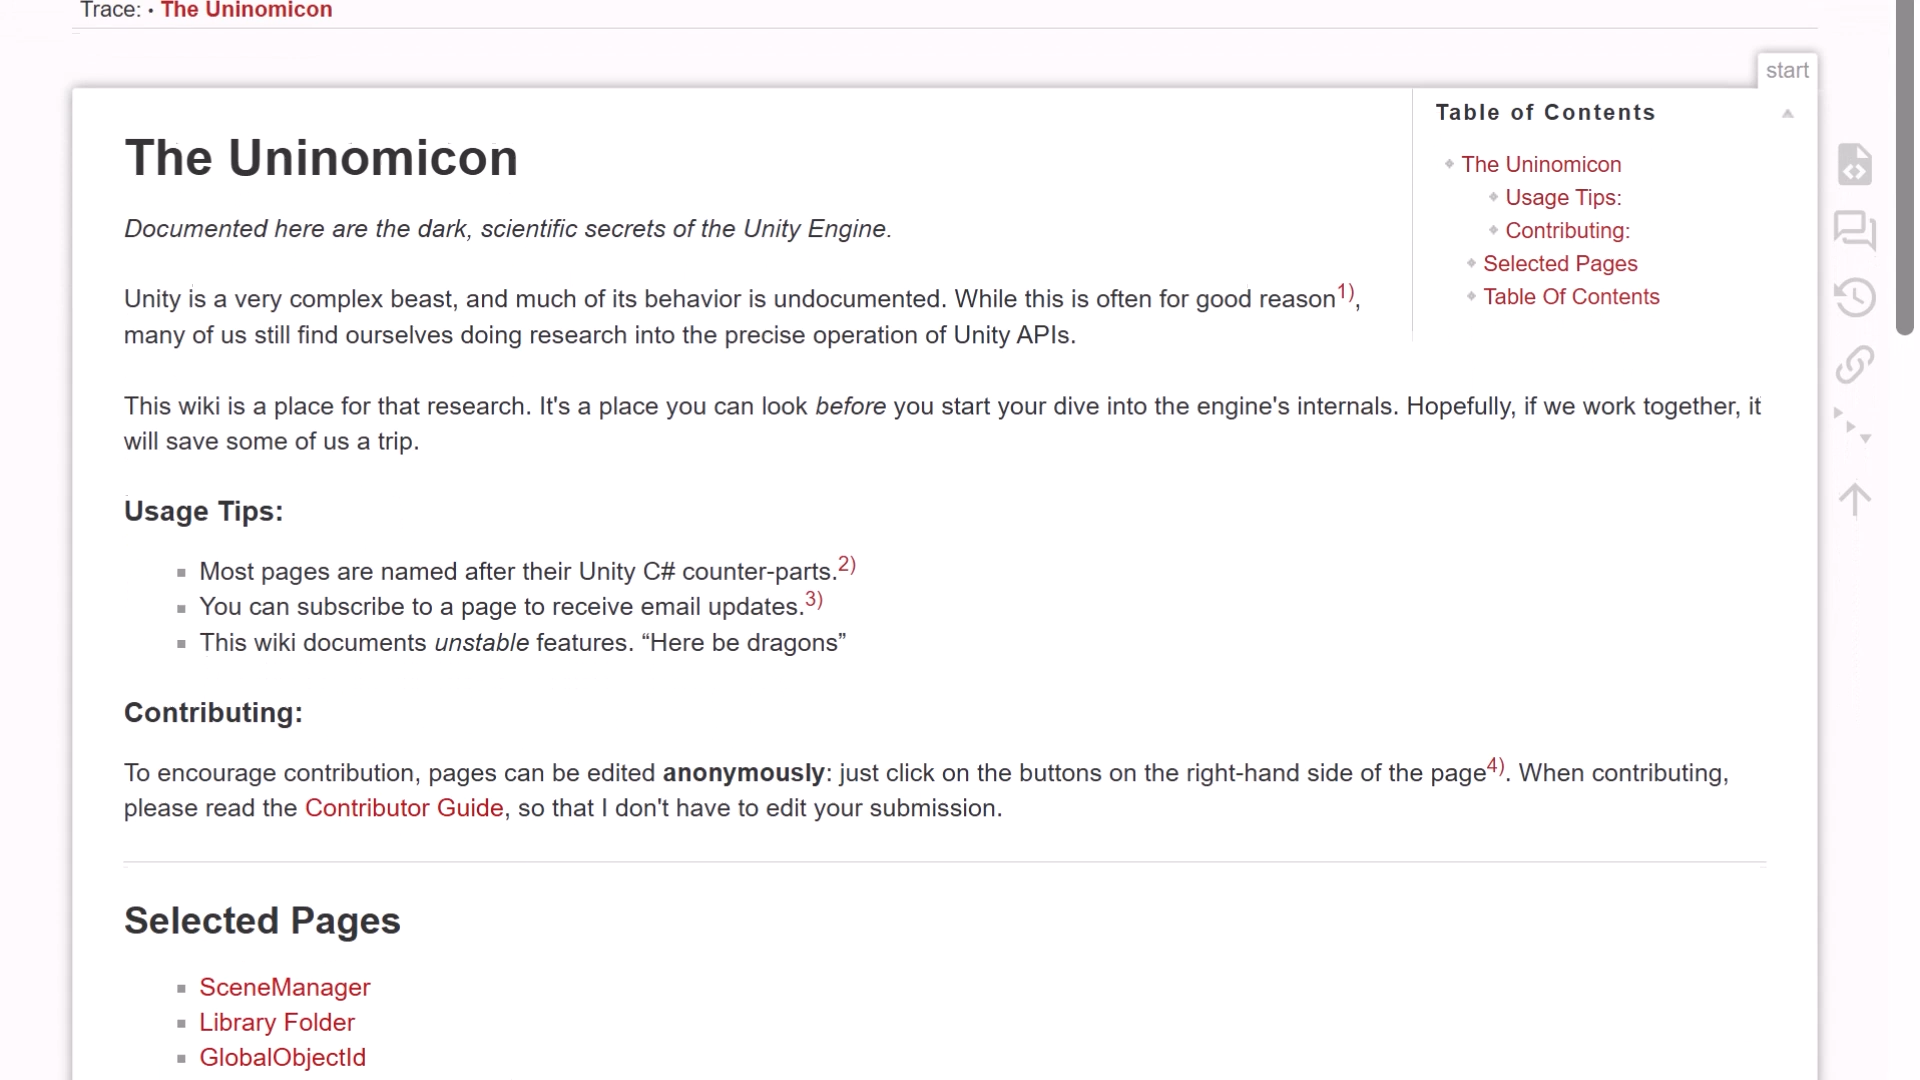 Trace: • The Uninomicon
start
Table of Contents
The Uninomicon
Usage Tips:
Contributing:
Selected Pages
Table Of Contents
The Uninomicon
Documented here are the dark, scientific secrets of the Unity Engine.
Unity is a very complex beast, and much of its behavior is undocumented. While this is often for good reason1),
many of us still find ourselves doing research into the precise operation of Unity APIs.
This wiki is a place for that research. It's a place you can look before you start your dive into the engine's internals. Hopefully, if we work together, it
will save some of us a trip.
Usage Tips:
Most pages are named after their Unity C# counter-parts.2)
You can subscribe to a page to receive email updates.3)
This wiki documents unstable features. “Here be dragons”
Contributing:
To encourage contribution, pages can be edited anonymously: just click on the buttons on the right-hand side of the page4). When contributing,
please read the Contributor Guide, so that I don't have to edit your submission.
Selected Pages
SceneManager
Library Folder
GlobalObjectId